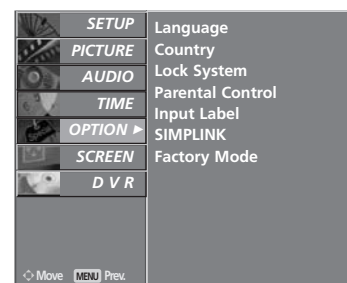 SETUP
PICTURE
AUDIO
TIME
OPTION ►
SCREEN
D V R
Language
Country
Lock System
Parental Control
Input Label
SIMPLINK
Factory Mode
Move MENU Prev.